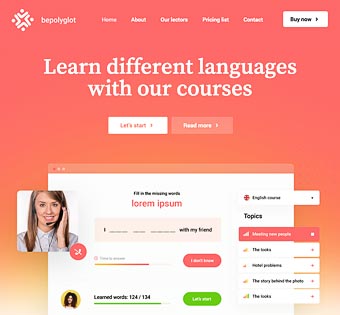 bepolyglot
Home About Our lectors Pricing list Contact Buy now
Learn different languages
with our courses
Let's start Read more
Fill in the missing words
lorem ipsum
English course
Topics
I ____ ____ ____ with my friend
Meeting new people
The looks
Time to answer
I don't know
Hotel problems
The story behind the photo
Learned words: 124 / 134
Let's start
The looks